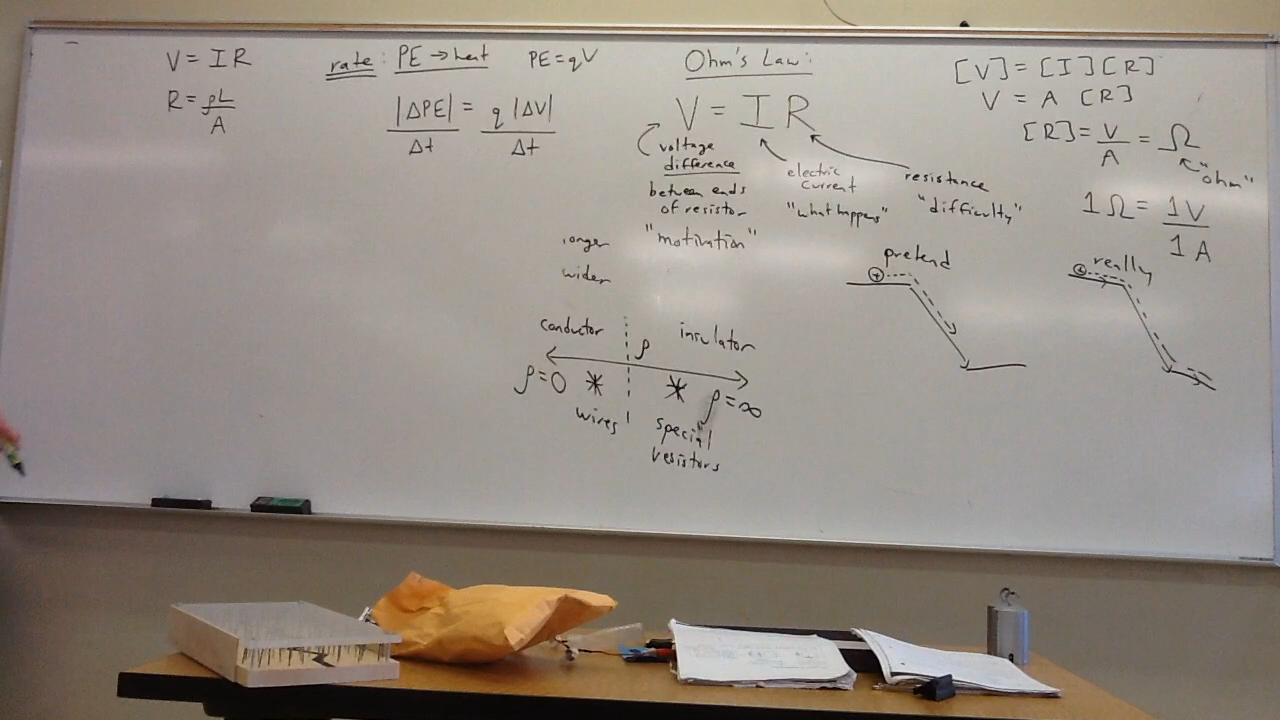 V = IR
R = ρL
A
rate: PE → heat
PE = qV
|ΔPE| = q |ΔV|
Δt Δt
Ohm's Law:
V = I R
voltage
difference
between ends
of resistor
"motivation"
electric
current
"what happens"
resistance
"difficulty"
[V] = [I][R]
V = A [R]
[R] = V = Ω
A
"ohm"
1Ω = 1V
1A
longer
wider
pretend
+
really
+
conductor
insulator
ρ
ρ=0
ρ=∞
wires
"special"
resistors